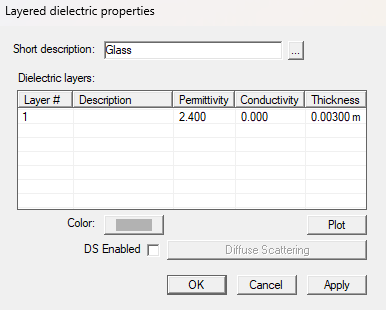 Layered dielectric properties
Short description: Glass ...
Dielectric layers:
Layer # Description Permittivity Conductivity Thickness
1 2.400 0.000 0.00300 m
Color: Plot
DS Enabled Diffuse Scattering
OK Cancel Apply